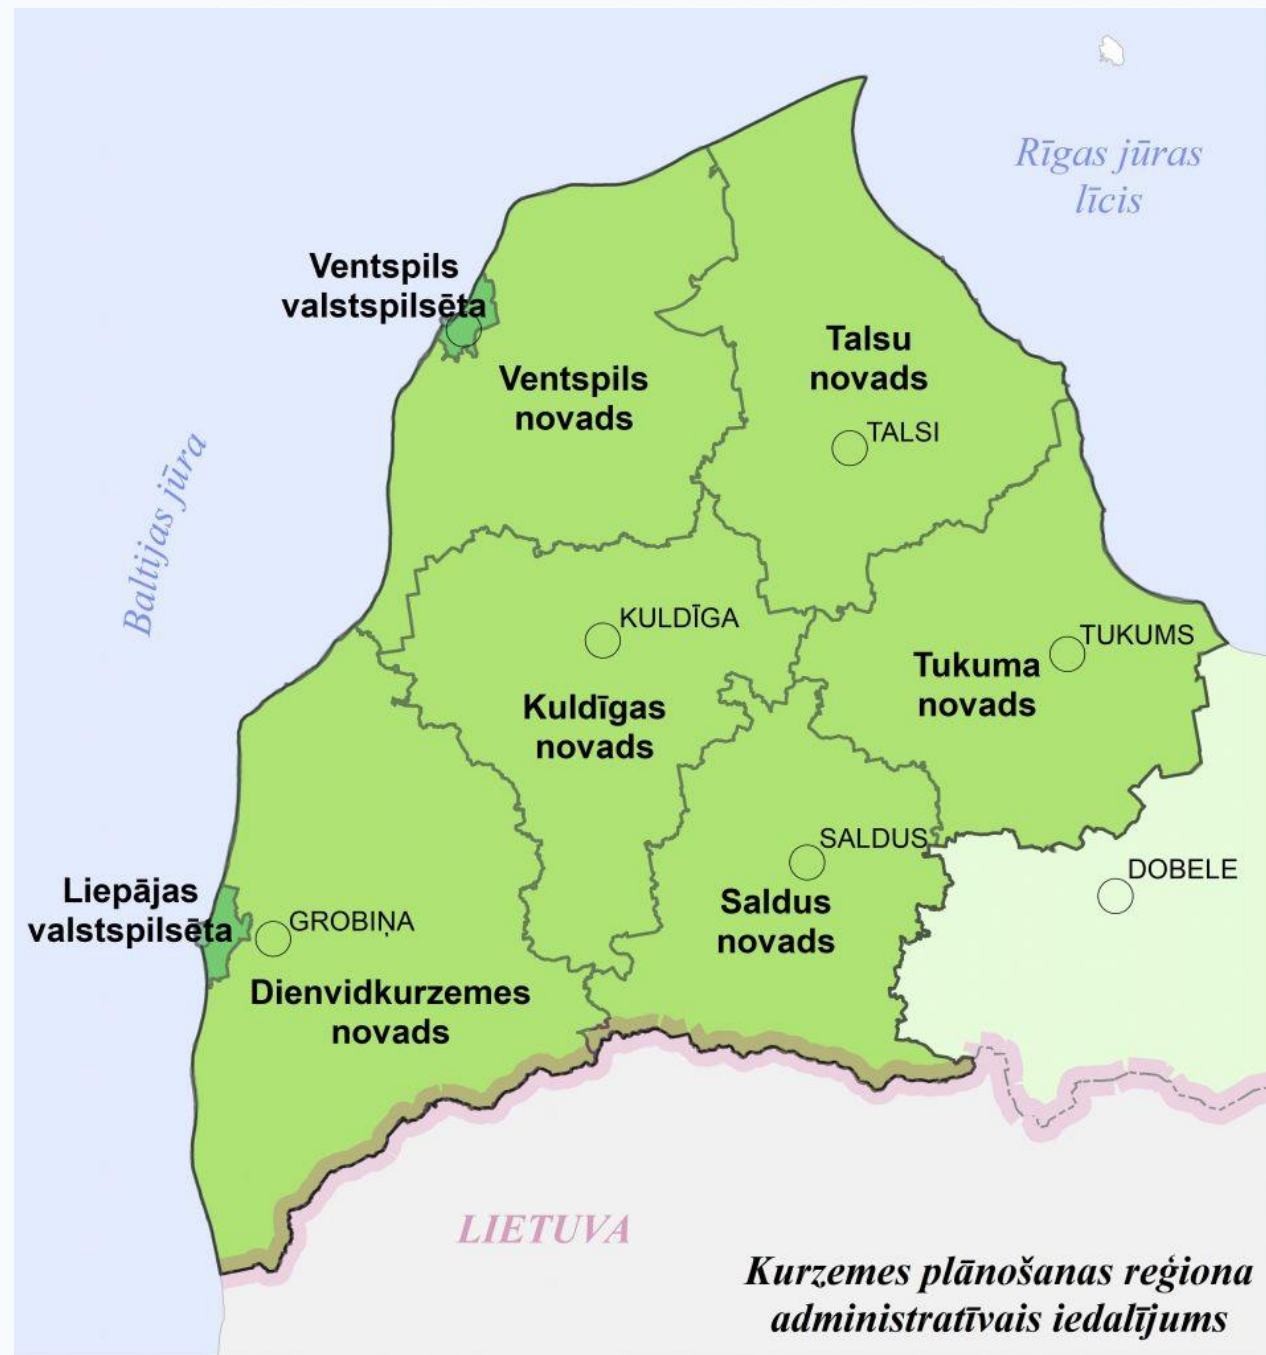 Rīgas jūras
līcis
Ventspils
valstspilsēta
Talsu
novads
Ventspils
novads
TALSI
Baltijas jūra
KULDĪGA
TUKUMS
Tukuma
novads
Kuldīgas
novads
SALDUS
DOBELE
Liepājas
valstspilsēta
GROBIŅA
Saldus
novads
Dienvidkurzemes
novads
LIETUVA
Kurzemes plānošanas reģiona
administratīvais iedalījums